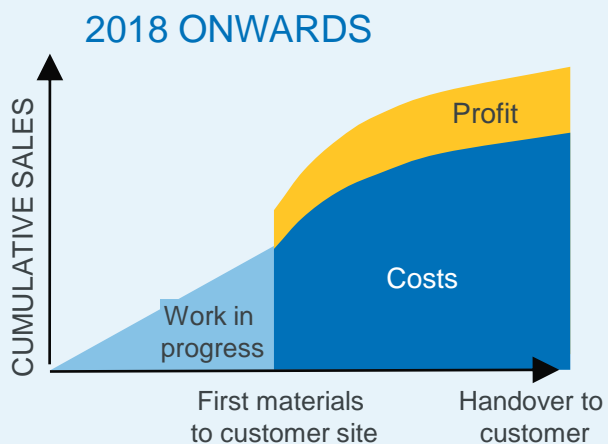 2018 ONWARDS
CUMULATIVE SALES
Profit
Costs
Work in
progress
First materials
to customer site
Handover to
customer